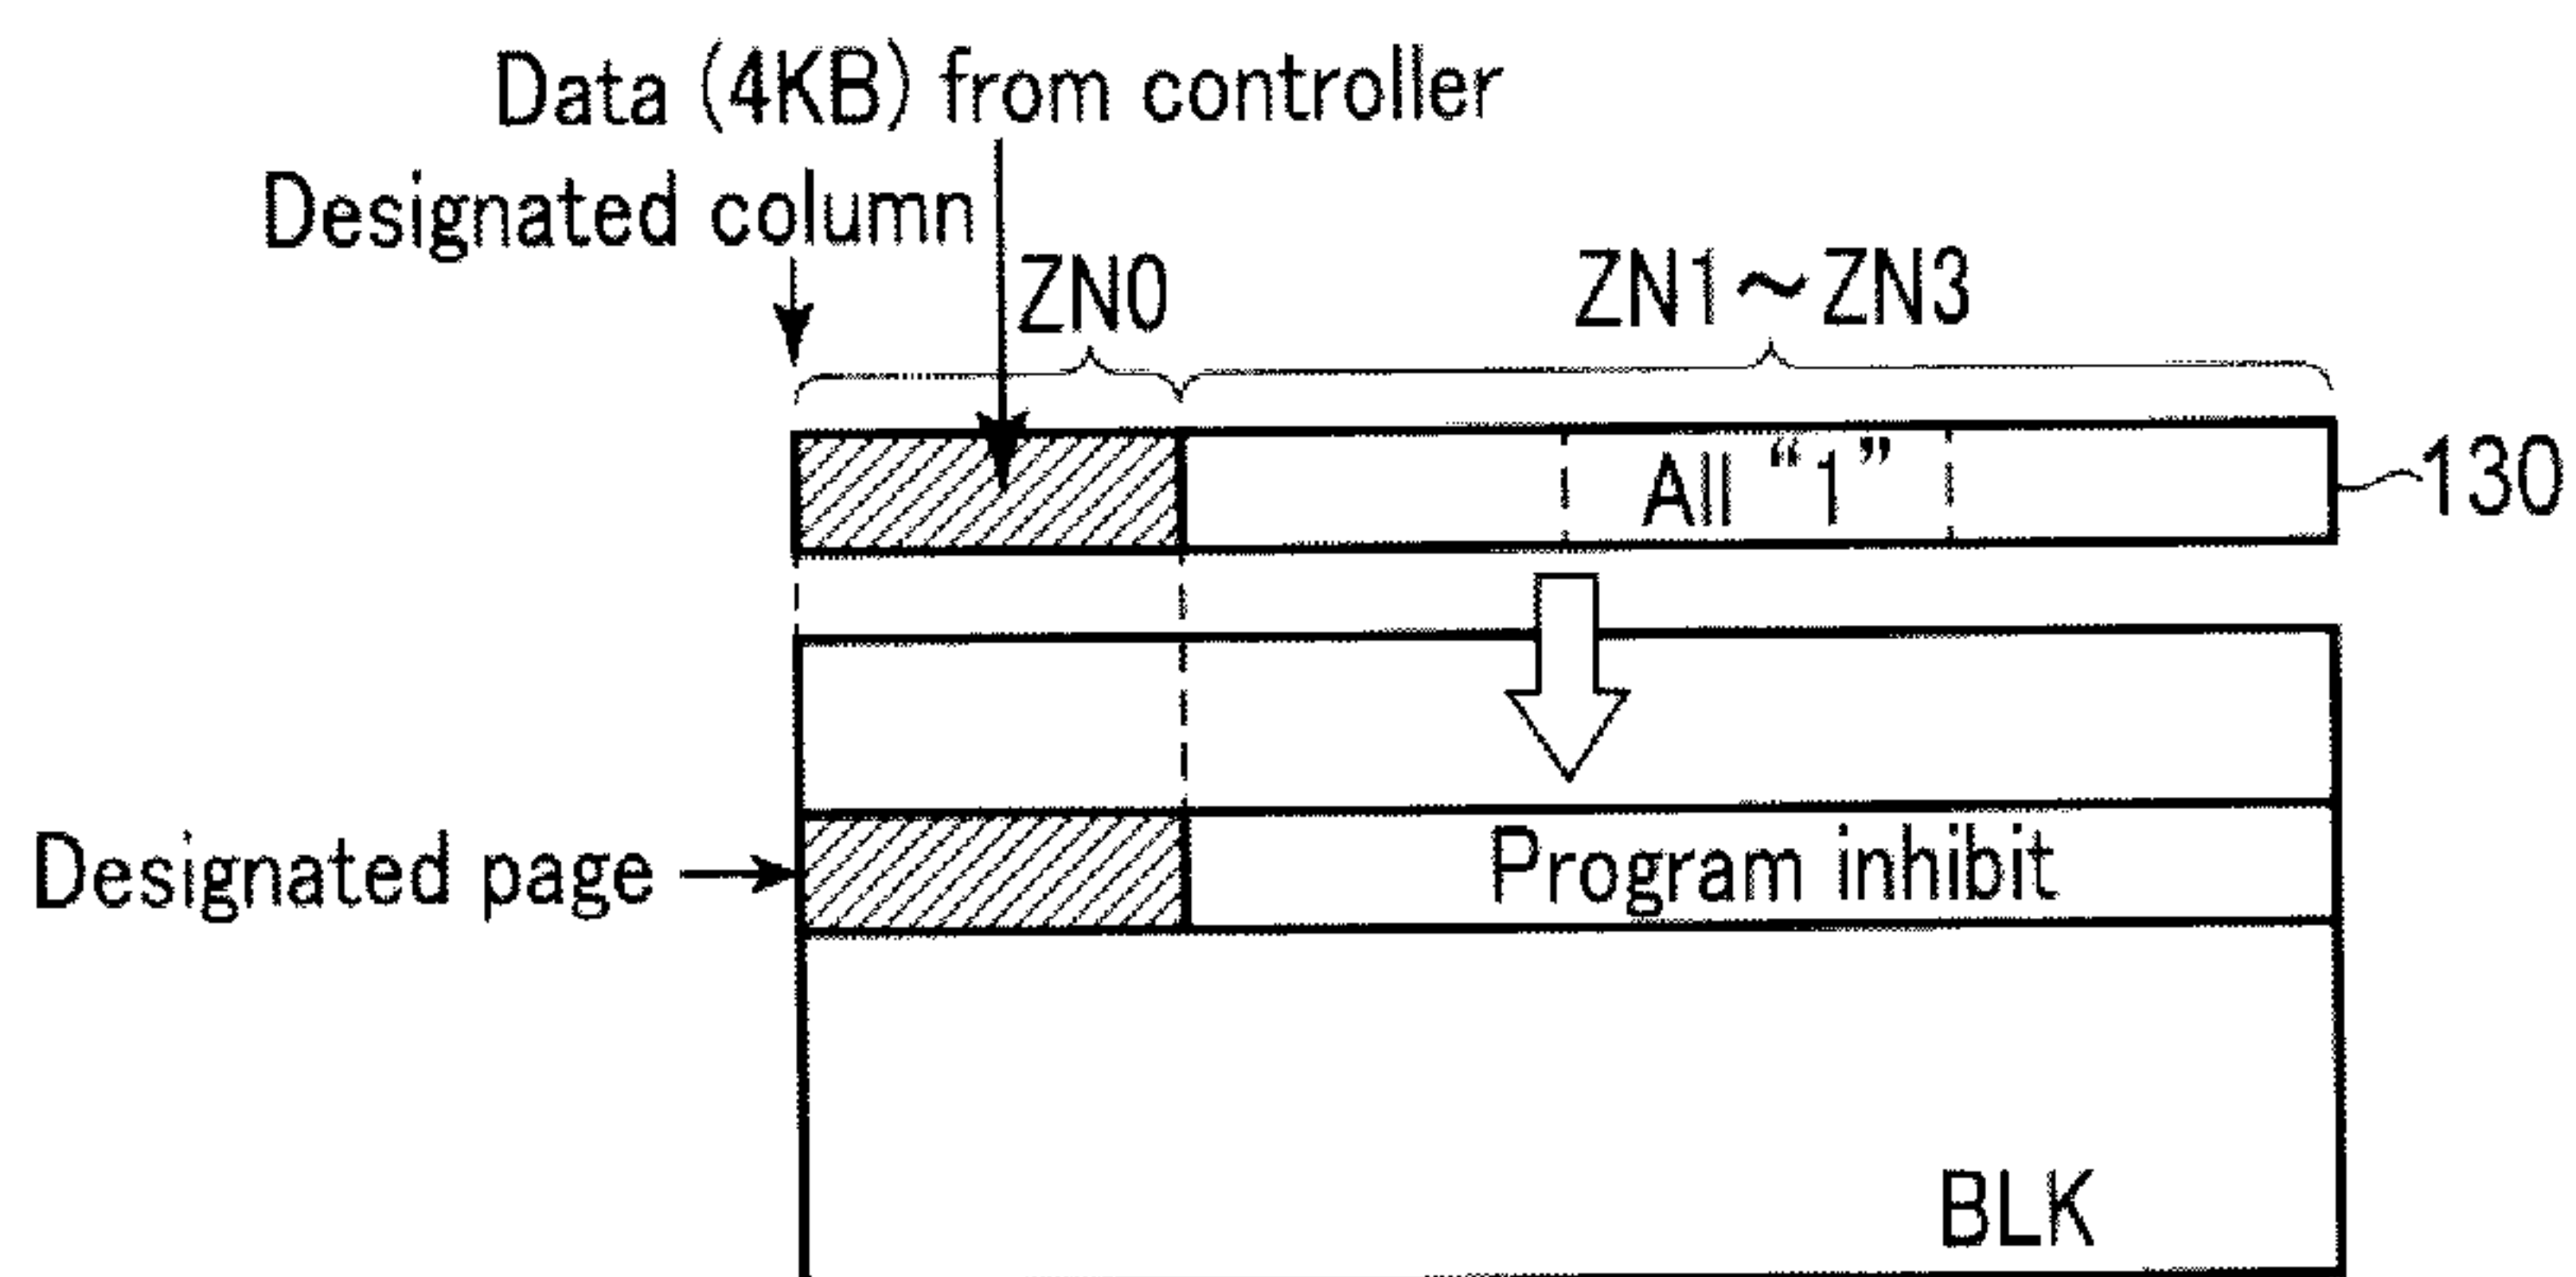 Data (4KB) from controller
Designated column
ZN0
ZN1～ZN3
All “1”
130
Designated page
Program inhibit
BLK